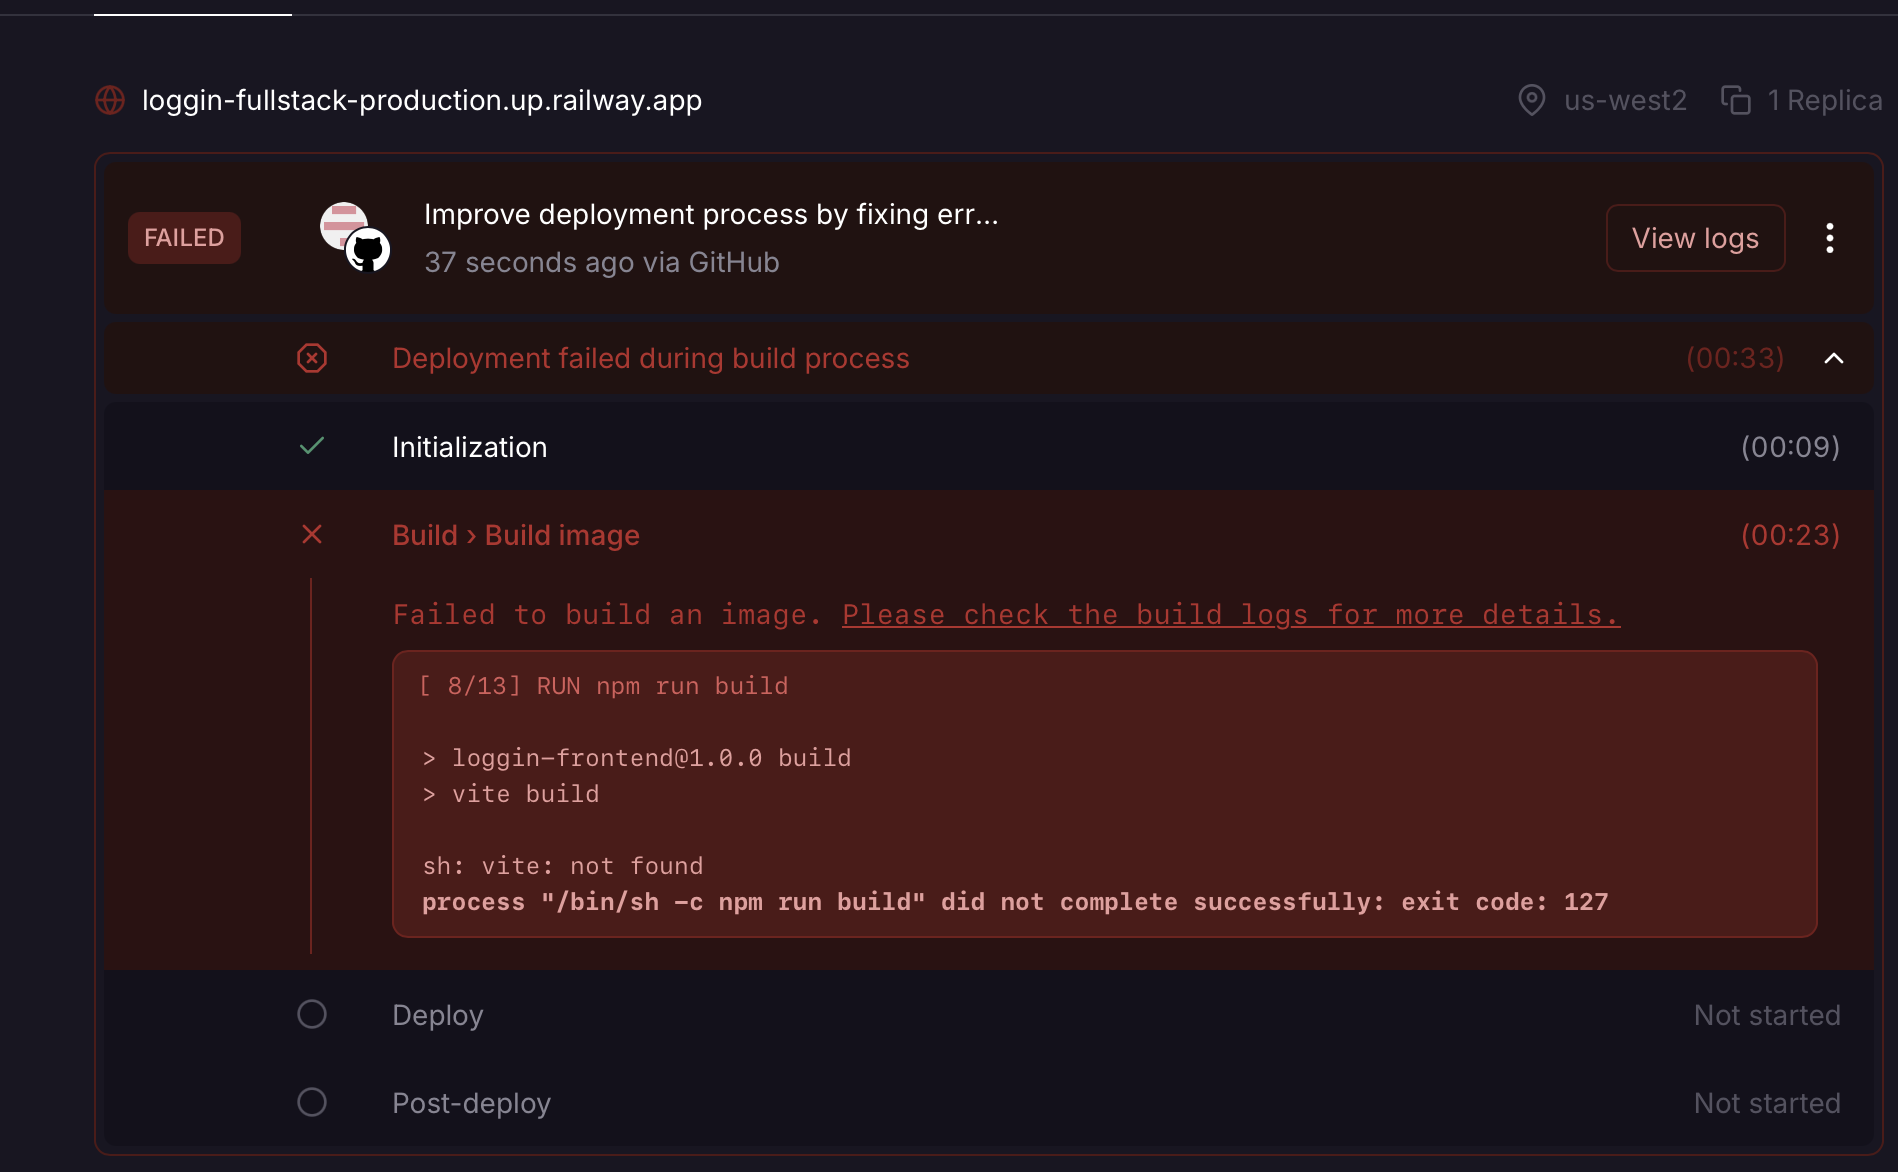 loggin-fullstack-production.up.railway.app
us-west2
1 Replica
FAILED
Improve deployment process by fixing err...
37 seconds ago via GitHub
View logs
Deployment failed during build process
(00:33)
Initialization
(00:09)
Build › Build image
(00:23)
Failed to build an image. Please check the build logs for more details.
[ 8/13] RUN npm run build
> loggin-frontend@1.0.0 build
> vite build
sh: vite: not found
process "/bin/sh -c npm run build" did not complete successfully: exit code: 127
Deploy
Not started
Post-deploy
Not started